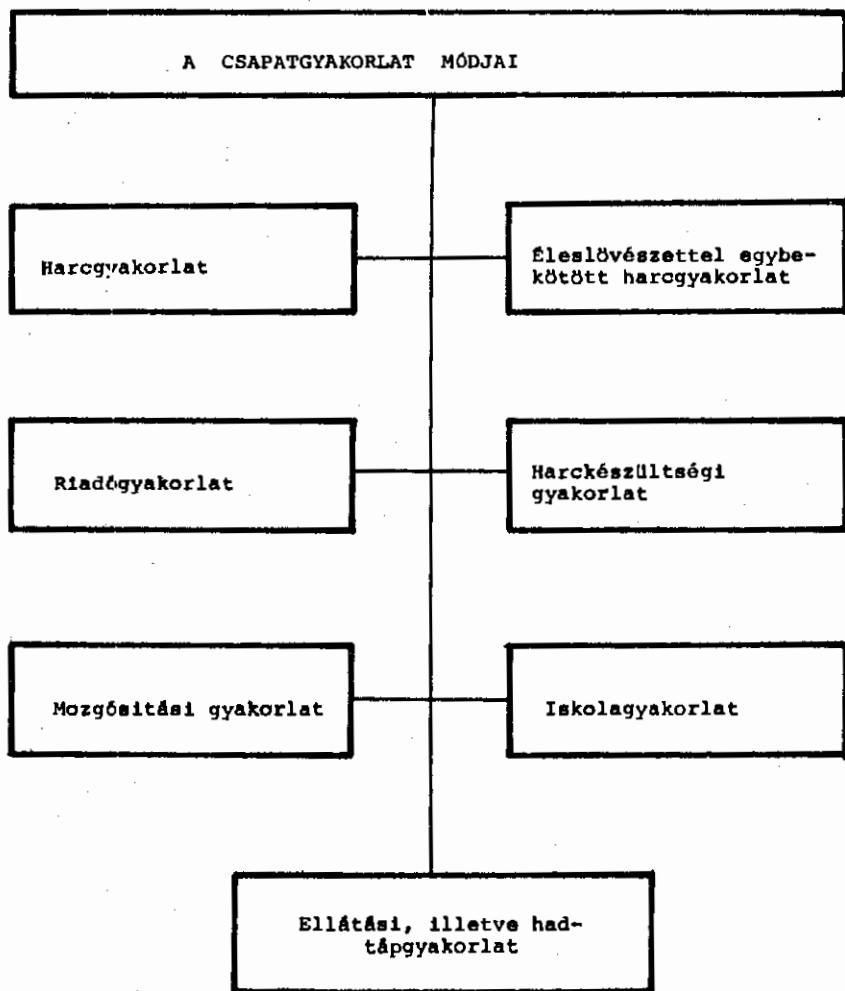 A CSAPATGYAKORLAT MÓDJAI
Harcgyakorlat
Éleslövészettel egybe-
kötött harcgyakorlat
Riadógyakorlat
Harckészültségi
gyakorlat
Mozgósitási gyakorlat
Iskolagyakorlat
Ellátási, illetve had-
tápgyakorlat